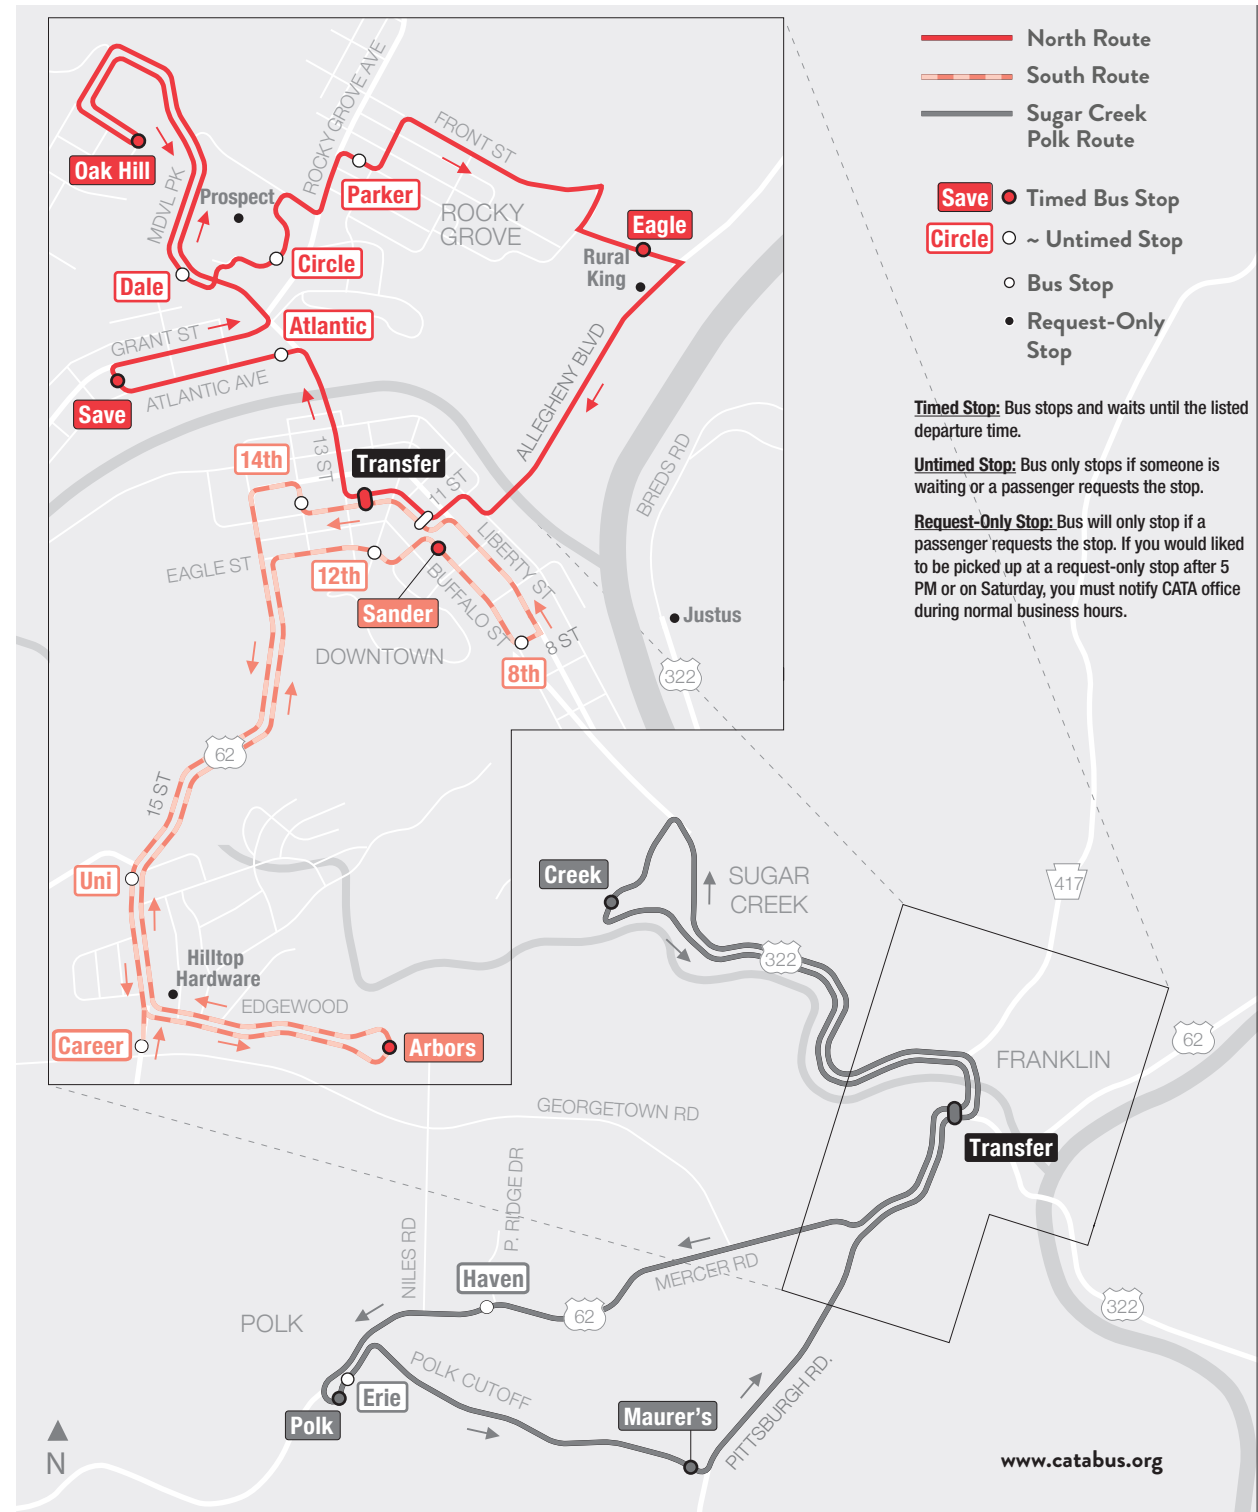 North Route
South Route
Sugar Creek
Polk Route
Save
Timed Bus Stop
Circle
~ Untimed Stop
Bus Stop
Request-Only
Stop
Timed Stop: Bus stops and waits until the listed
departure time.
Untimed Stop: Bus only stops if someone is
waiting or a passenger requests the stop.
Request-Only Stop: Bus will only stop if a
passenger requests the stop. If you would liked
to be picked up at a request-only stop after 5
PM or on Saturday, you must notify CATA office
during normal business hours.
Oak Hill
MDVL PK
Prospect
ROCKY GROVE AVE
FRONT ST
Parker
ROCKY
GROVE
Eagle
Rural
King
Circle
Dale
Atlantic
GRANT ST
ATLANTIC AVE
Save
ALLEGHENY BLVD
BREDS RD
13 ST
14th
Transfer
11 ST
LIBERTY ST
EAGLE ST
12th
Sander
BUFFALO ST
8 ST
8th
DOWNTOWN
Justus
322
62
15 ST
Uni
Hilltop
Hardware
EDGEWOOD
Career
Arbors
Creek
SUGAR
CREEK
322
417
62
FRANKLIN
Transfer
GEORGETOWN RD
P. RIDGE DR
NILES RD
Haven
MERCER RD
62
322
POLK
POLK CUTOFF
Erie
Polk
Maurer's
PITTSBURGH RD.
N
www.catabus.org